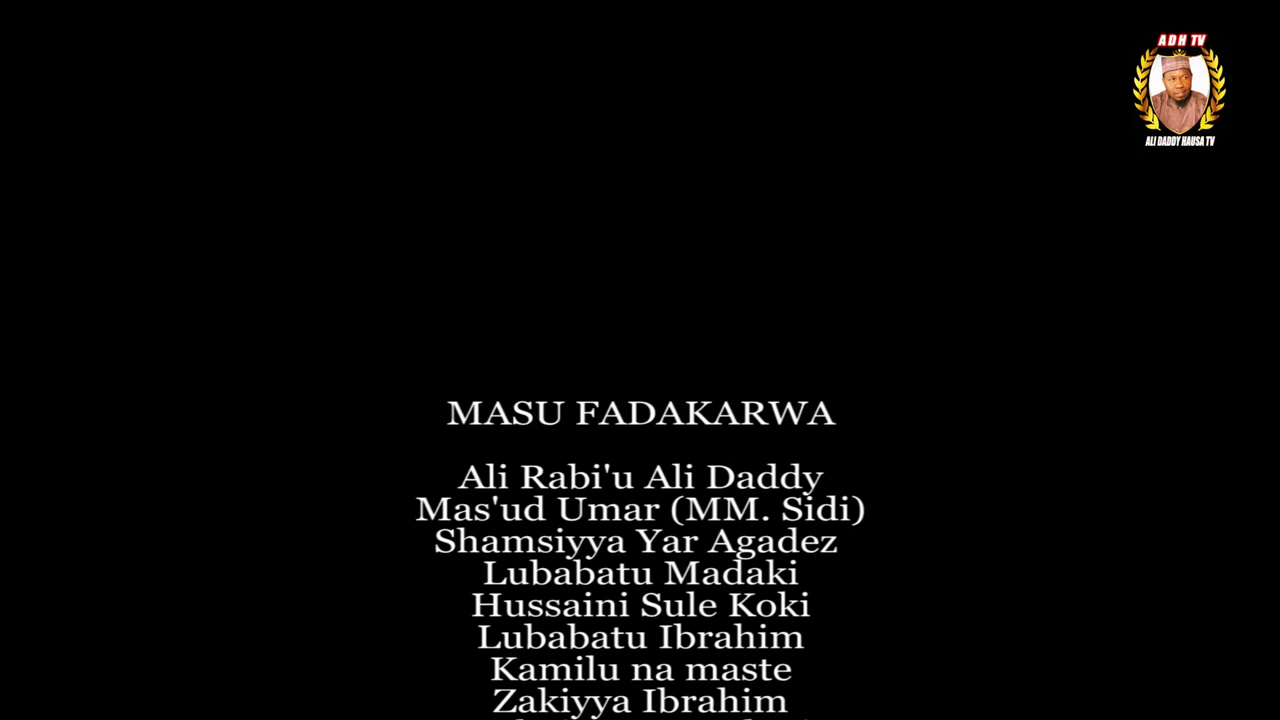 ADH TV
ALI DADDY HAUSA TV
MASU FADAKARWA
Ali Rabi'u Ali Daddy
Mas'ud Umar (MM. Sidi)
Shamsiyya Yar Agadez
Lubabatu Madaki
Hussaini Sule Koki
Lubabatu Ibrahim
Kamilu na maste
Zakiyya Ibrahim